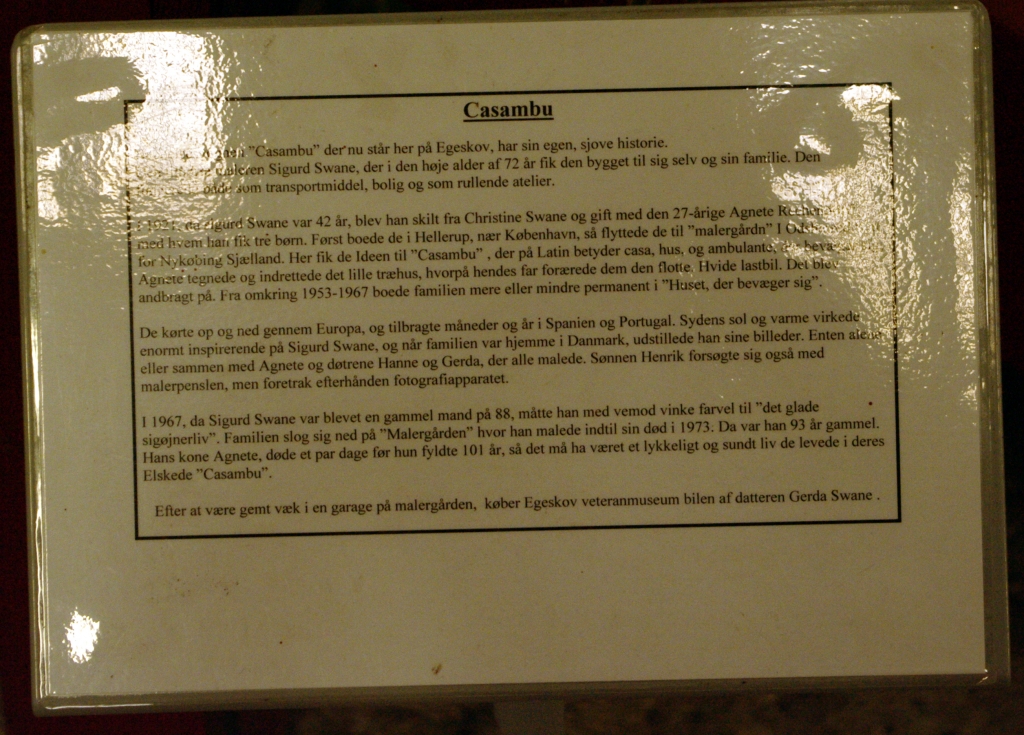 Casambu
"Casambu" der nu står her på Egeskov, har sin egen, sjove historie.
Sigurd Swane, der i den høje alder af 72 år fik den bygget til sig selv og sin familie. Den
som transportmiddel, bolig og som rullende atelier.
da Sigurd Swane var 42 år, blev han skilt fra Christine Swane og gift med den 27-årige Agnete
med hvem han fik tre børn. Først boede de i Hellerup, nær København, så flyttede de til "malergårdn" I
for Nykøbing Sjælland. Her fik de Ideen til "Casambu" , der på Latin betyder casa, hus, og ambulante,
Agnete tegnede og indrettede det lille træhus, hvorpå hendes far forærede dem den flotte, Hvide lastbil. Det blev
andbragt på. Fra omkring 1953-1967 boede familien mere eller mindre permanent i "Huset, der bevæger sig".
De kørte op og ned gennem Europa, og tilbragte måneder og år i Spanien og Portugal. Sydens sol og varme virkede
enormt inspirerende på Sigurd Swane, og når familien var hjemme i Danmark, udstillede han sine billeder. Enten alene
eller sammen med Agnete og døtrene Hanne og Gerda, der alle malede. Sønnen Henrik forsøgte sig også med
malerpenslen, men foretrak efterhånden fotografiapparatet.
I 1967, da Sigurd Swane var blevet en gammel mand på 88, måtte han med vemod vinke farvel til "det glade
sigøjnerliv". Familien slog sig ned på "Malergården" hvor han malede indtil sin død i 1973. Da var han 93 år gammel.
Hans kone Agnete, døde et par dage før hun fyldte 101 år, så det må ha været et lykkeligt og sundt liv de levede i deres
Elskede "Casambu".
Efter at være gemt væk i en garage på malergården, køber Egeskov veteranmuseum bilen af datteren Gerda Swane .